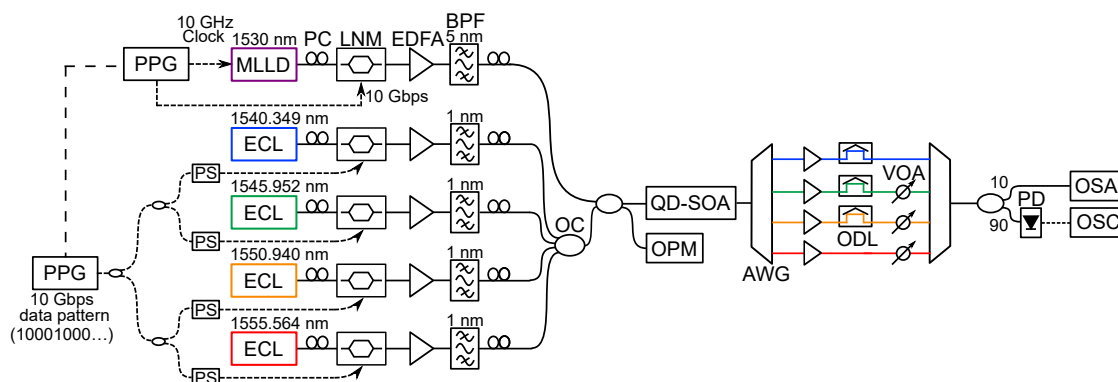 10 GHz
Clock
1530 nm
PC
LNM
EDFA
BPF
5 nm
PPG
MLLD
10 Gbps
1540.349 nm
1 nm
ECL
PS
1545.952 nm
1 nm
ECL
PS
1550.940 nm
1 nm
ECL
PS
1555.564 nm
1 nm
ECL
PS
PPG
10 Gbps
data pattern
(10001000...)
OC
QD-SOA
OPM
AWG
VOA
ODL
10
90
PD
OSA
OSC